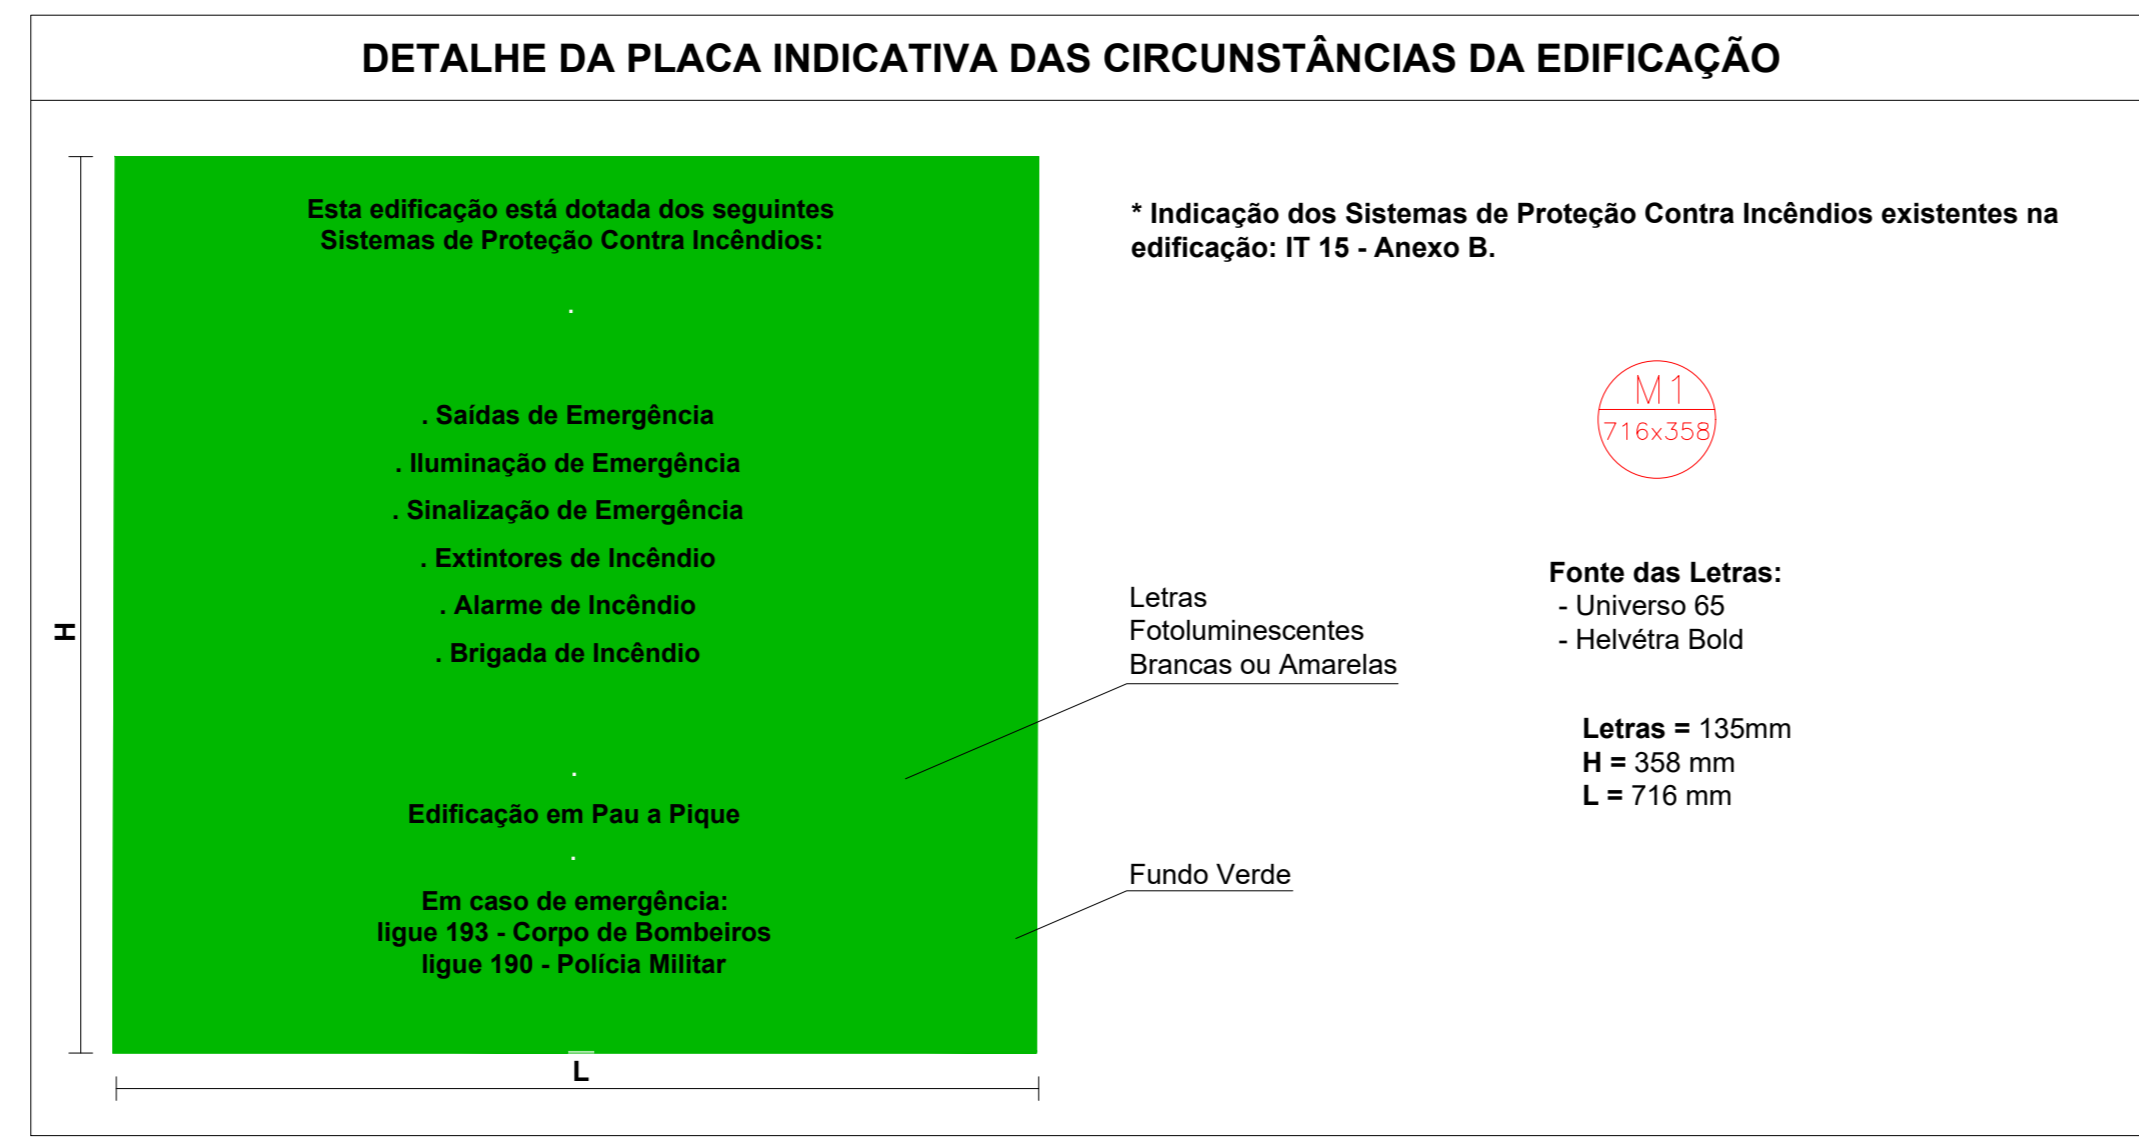 DETALHE DA PLACA INDICATIVA DAS CIRCUNSTÂNCIAS DA EDIFICAÇÃO
Esta edificação está dotada dos seguintes
Sistemas de Proteção Contra Incêndios:
.
. Saídas de Emergência
. Iluminação de Emergência
. Sinalização de Emergência
. Extintores de Incêndio
. Alarme de Incêndio
. Brigada de Incêndio
.
Edificação em Pau a Pique
.
Em caso de emergência:
ligue 193 - Corpo de Bombeiros
ligue 190 - Polícia Militar
H
L
* Indicação dos Sistemas de Proteção Contra Incêndios existentes na
edificação: IT 15 - Anexo B.
M1
716x358
Letras
Fotoluminescentes
Brancas ou Amarelas
Fundo Verde
Fonte das Letras:
- Universo 65
- Helvétra Bold
Letras = 135mm
H = 358 mm
L = 716 mm